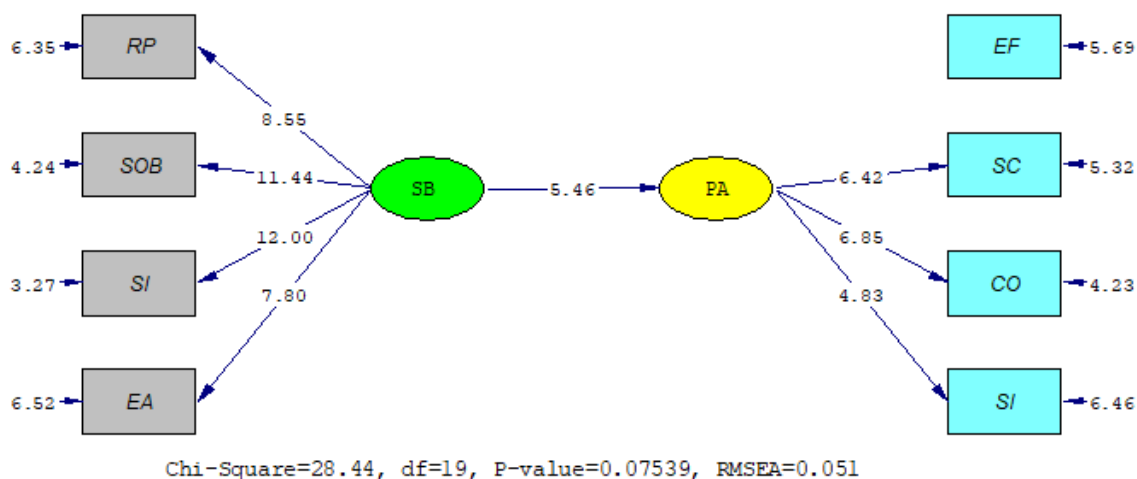 6.35 RP EF 5.69
8.55
4.24 SOB 11.44 SB 5.46 PA 6.42 SC 5.32
12.00 6.85
3.27 SI 7.80 4.83 CO 4.23
6.52 EA SI 6.46
Chi-Square=28.44, df=19, P-value=0.07539, RMSEA=0.051